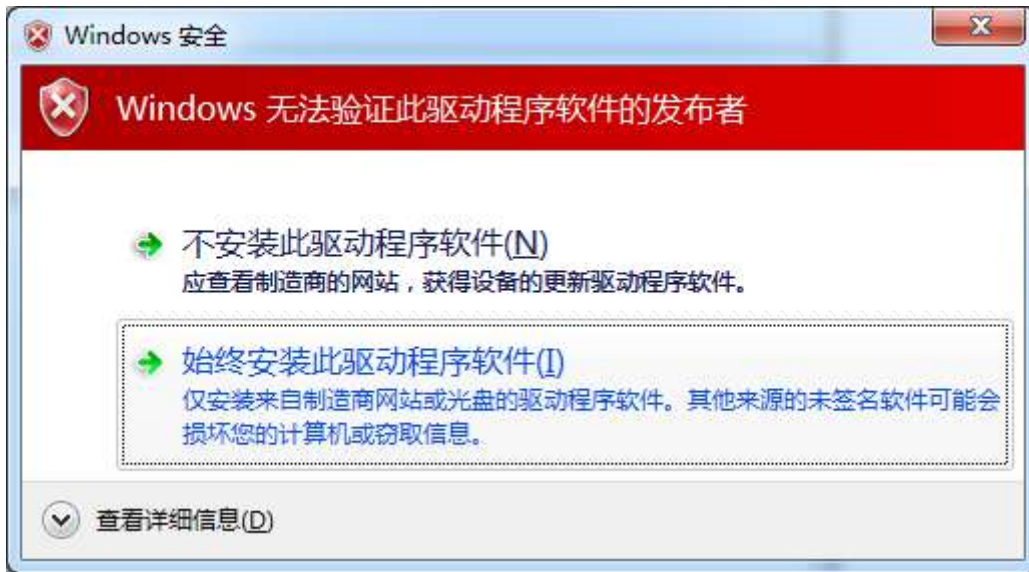 Windows 安全
Windows 无法验证此驱动程序软件的发布者
不安装此驱动程序软件(N)
应查看制造商的网站，获得设备的更新驱动程序软件。
始终安装此驱动程序软件(I)
仅安装来自制造商网站或光盘的驱动程序软件。其他来源的未签名软件可能会
损坏您的计算机或窃取信息。
查看详细信息(D)